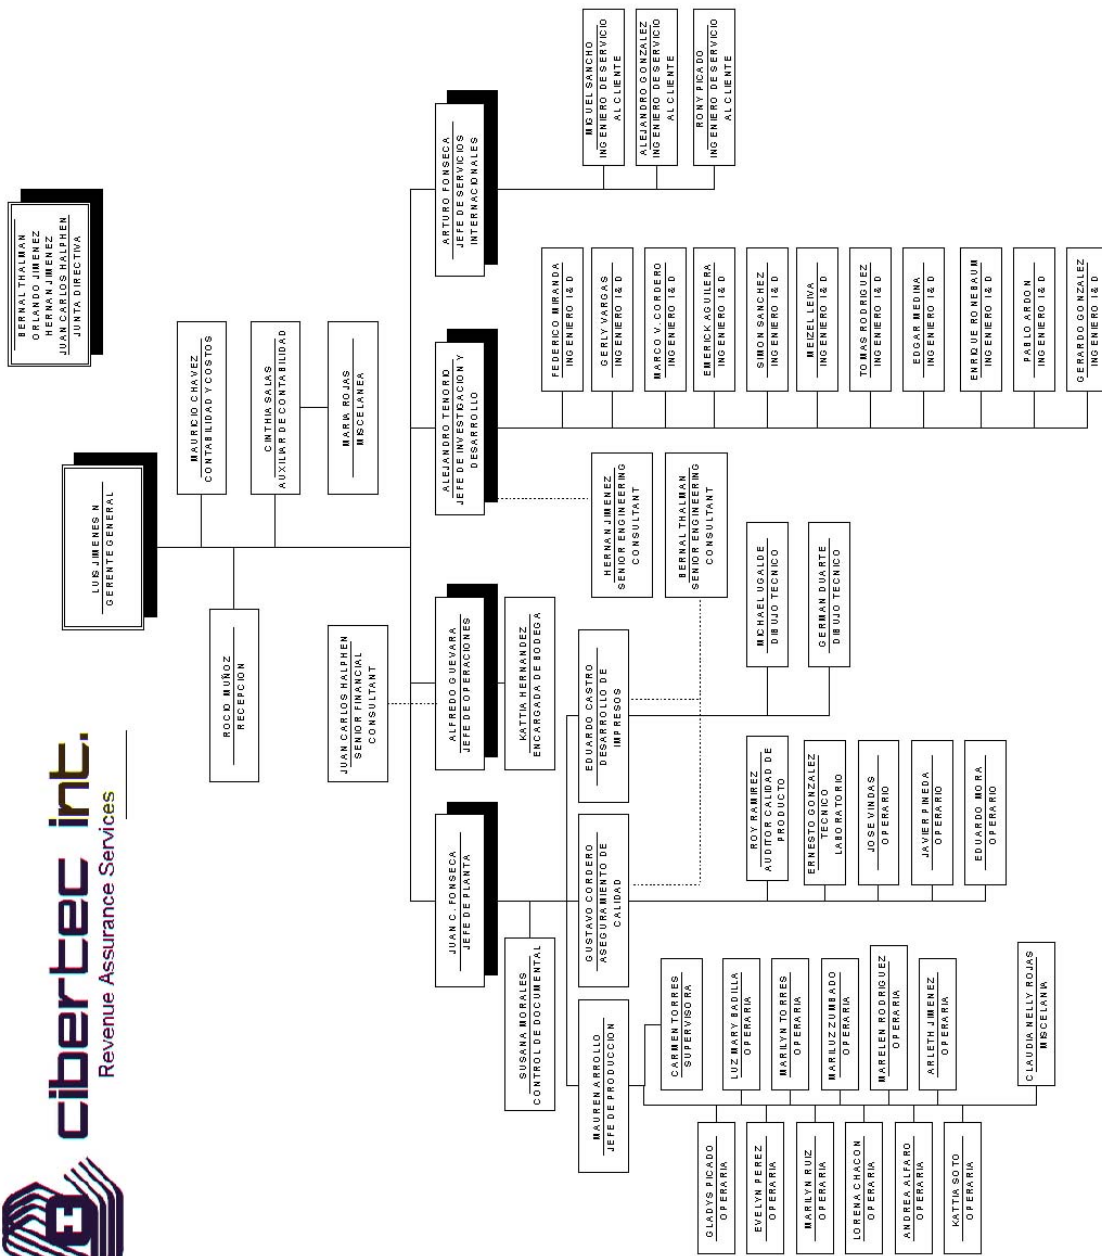 cibertec int.
Revenue Assurance Services
BERNAL THALMAN
ORLANDO JIMENEZ
HERNAN JIMENEZ
JUAN CARLOS HALPHEN
JUNTA DIRECTIVA
LUIS JIMENES N
GERENTE GENERAL
ROCIO MUÑOZ
RECEPCION
MAURICIO CHAVEZ
CONTABILIDAD Y COSTOS
CINTHIA SALAS
AUXILIAR DE CONTABILIDAD
MARIA ROJAS
MISCELANEA
JUAN CARLOS HALPHEN
SENIOR FINANCIAL
CONSULTANT
JUAN C. FONSECA
JEFE DE PLANTA
ALFREDO GUEVARA
JEFE DE OPERACIONES
ALEJANDRO TENORIO
JEFE DE INVESTIGACION Y
DESARROLLO
ARTURO FONSECA
JEFE DE SERVICIOS
INTERNACIONALES
SUSANA MORALES
CONTROL DE DOCUMENTAL
KATTIA HERNANDEZ
ENCARGADA DE BODEGA
MAUREN ARROLLO
JEFE DE PRODUCCION
GUSTAVO CORDERO
ASEGURAMIENTO DE
CALIDAD
EDUARDO CASTRO
DESARROLLO DE
IMPRESOS
HERNAN JIMENEZ
SENIOR ENGINEERING
CONSULTANT
BERNAL THALMAN
SENIOR ENGINEERING
CONSULTANT
FEDERICO MIRANDA
INGENIERO I & D
GERLY VARGAS
INGENIERO I & D
MARCO V. CORDERO
INGENIERO I & D
EMERICK AGUILERA
INGENIERO I & D
SIMON SANCHEZ
INGENIERO I & D
MEIZEL LEIVA
INGENIERO I & D
TOMAS RODRIGUEZ
INGENIERO I & D
EDGAR MEDINA
INGENIERO I & D
ENRIQUE RONEBAUM
INGENIERO I & D
PABLO ARDON
INGENIERO I & D
GERARDO GONZALEZ
INGENIERO I & D
MIGUEL SANCHO
INGENIERO DE SERVICIO
AL CLIENTE
ALEJANDRO GONZALEZ
INGENIERO DE SERVICIO
AL CLIENTE
RONY PICADO
INGENIERO DE SERVICIO
AL CLIENTE
CARMEN TORRES
SUPERVISORA
LUZ MARY BADILLA
OPERARIA
MARILYN TORRES
OPERARIA
MARILUZ ZUMBADO
OPERARIA
MARELEN RODRIGUEZ
OPERARIA
ARLETH JIMENEZ
OPERARIA
CLAUDIA NELLY ROJAS
MISCELANIA
GLADYS PICADO
OPERARIA
EVELYN PEREZ
OPERARIA
MARILYN RUIZ
OPERARIA
LORENA CHACON
OPERARIA
ANDREA ALFARO
OPERARIA
KATTIA SOTO
OPERARIA
ROY RAMIREZ
AUDITOR CALIDAD DE
PRODUCTO
ERNESTO GONZALEZ
TECNICO
LABORATORIO
JOSE VINDAS
OPERARIO
JAVIER PINEDA
OPERARIO
EDUARDO MORA
OPERARIO
MICHAEL UGALDE
DIBUJO TECNICO
GERMAN DUARTE
DIBUJO TECNICO